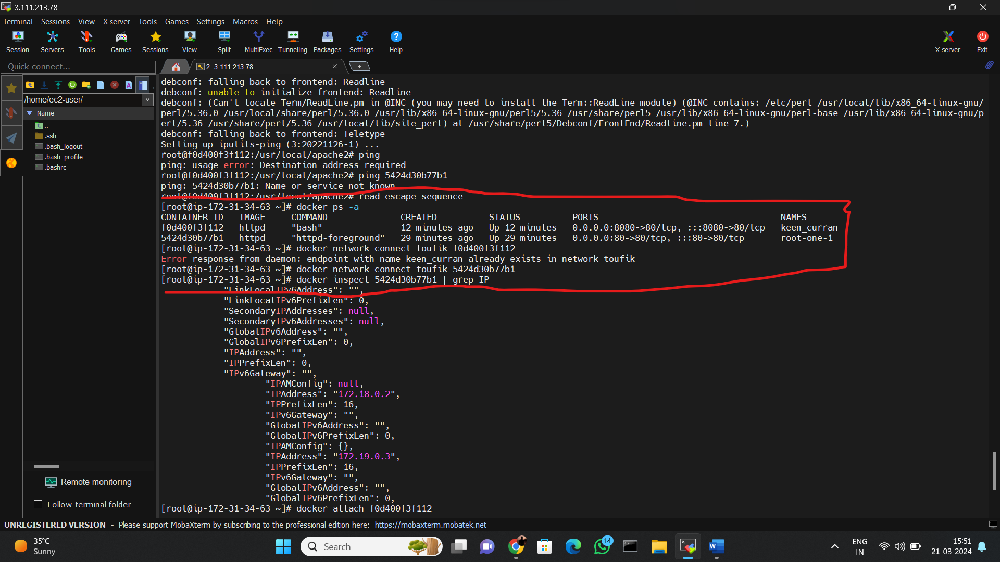 3.111.213.78
Terminal Sessions View X server Tools Games Settings Macros Help
Session Servers Tools Games Sessions View Split MultiExec Tunneling Packages Settings Help X server Exit
Quick connect...
2. 3.111.213.78
/home/ec2-user/
Name
..
.ssh
.bash_logout
.bash_profile
.bashrc
debconf: falling back to frontend: Readline
debconf: unable to initialize frontend: Readline
debconf: (Can't locate Term/ReadLine.pm in @INC (you may need to install the Term::ReadLine module) (@INC contains: /etc/perl /usr/local/lib/x86_64-linux-gnu/
perl/5.36.0 /usr/local/share/perl/5.36.0 /usr/lib/x86_64-linux-gnu/perl5/5.36 /usr/share/perl5 /usr/lib/x86_64-linux-gnu/perl-base /usr/lib/x86_64-linux-gnu/p
erl/5.36 /usr/share/perl/5.36 /usr/local/lib/site_perl) at /usr/share/perl5/Debconf/FrontEnd/Readline.pm line 7.)
debconf: falling back to frontend: Teletype
Setting up iputils-ping (3:20221126-1) ...
root@f0d400f3f112:/usr/local/apache2# ping
ping: usage error: Destination address required
root@f0d400f3f112:/usr/local/apache2# ping 5424d30b77b1
ping: 5424d30b77b1: Name or service not known
root@f0d400f3f112:/usr/local/apache2# read escape sequence
[root@ip-172-31-34-63 ~]# docker ps -a
CONTAINER ID IMAGE COMMAND CREATED STATUS PORTS NAMES
f0d400f3f112 httpd "bash" 12 minutes ago Up 12 minutes 0.0.0.0:8080->80/tcp, :::8080->80/tcp keen_curran
5424d30b77b1 httpd "httpd-foreground" 29 minutes ago Up 29 minutes 0.0.0.0:80->80/tcp, :::80->80/tcp root-one-1
[root@ip-172-31-34-63 ~]# docker network connect toufik f0d400f3f112
Error response from daemon: endpoint with name keen_curran already exists in network toufik
[root@ip-172-31-34-63 ~]# docker network connect toufik 5424d30b77b1
[root@ip-172-31-34-63 ~]# docker inspect 5424d30b77b1 | grep IP
"LinkLocalIPv6Address": "",
"LinkLocalIPv6PrefixLen": 0,
"SecondaryIPAddresses": null,
"SecondaryIPv6Addresses": null,
"GlobalIPv6Address": "",
"GlobalIPv6PrefixLen": 0,
"IPAddress": "",
"IPPrefixLen": 0,
"IPv6Gateway": "",
"IPAMConfig": null,
"IPAddress": "172.18.0.2",
"IPPrefixLen": 16,
"IPv6Gateway": "",
"GlobalIPv6Address": "",
"GlobalIPv6PrefixLen": 0,
"IPAMConfig": {},
"IPAddress": "172.19.0.3",
"IPPrefixLen": 16,
"IPv6Gateway": "",
"GlobalIPv6Address": "",
"GlobalIPv6PrefixLen": 0,
[root@ip-172-31-34-63 ~]# docker attach f0d400f3f112
Remote monitoring
Follow terminal folder
UNREGISTERED VERSION - Please support MobaXterm by subscribing to the professional edition here: https://mobaxterm.mobatek.net
35°C
Sunny
Search
14
ENG
IN
15:51
21-03-2024